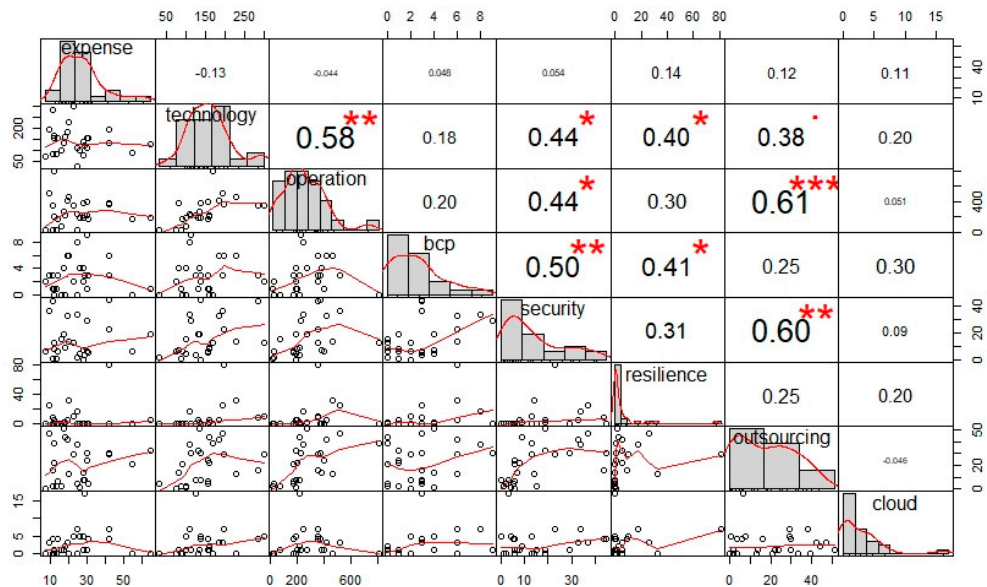 50 150 250 0 2 4 6 8 0 20 40 60 80 0 5 10 15
expense -0.13 -0.044 0.048 0.054 0.14 0.12 0.11 10 40
50 200 technology 0.58 ** 0.18 0.44 * 0.40 * 0.38 . 0.20
operation 0.20 0.44 * 0.30 0.61 *** 0.051 0 400
0 4 8 bcp 0.50 ** 0.41 * 0.25 0.30
security 0.31 0.60 ** 0.09 0 20 40
0 40 80 resilience 0.25 0.20
outsourcing -0.046 0 20 50
0 5 15 cloud
10 30 50 0 200 600 0 10 30 0 20 40